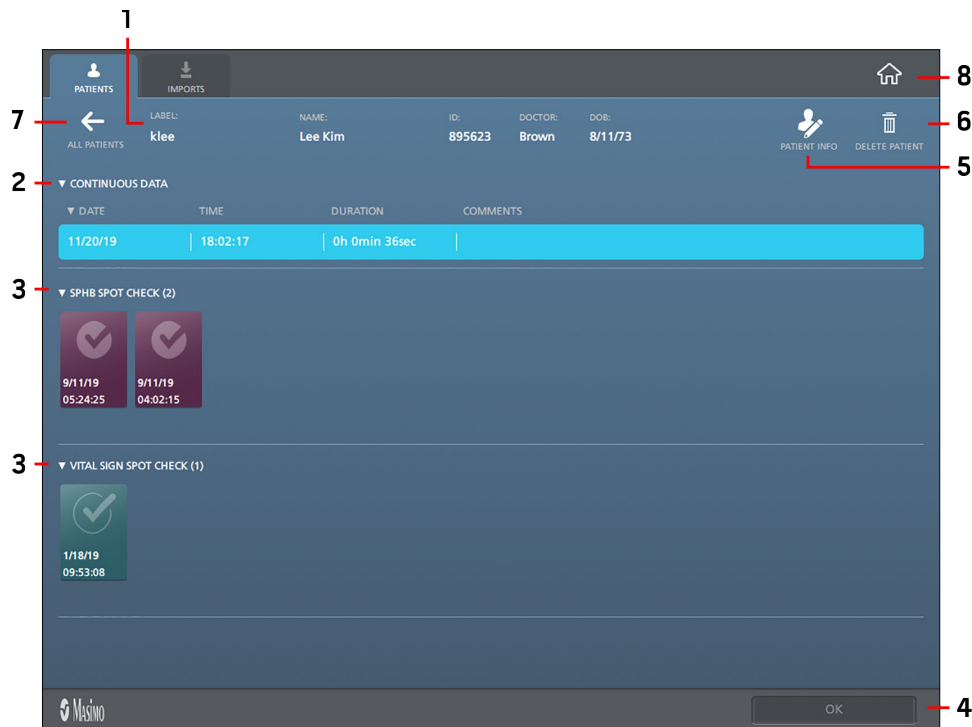 1
PATIENTS
IMPORTS
8
7
LABEL: NAME: ID: DOCTOR: DOB:
klee Lee Kim 895623 Brown 8/11/73
ALL PATIENTS
PATIENT INFO
DELETE PATIENT
6
5
2
▼ CONTINUOUS DATA
▼ DATE TIME DURATION COMMENTS
11/20/19 18:02:17 0h 0min 36sec
3
▼ SPHB SPOT CHECK (2)
9/11/19 9/11/19
05:24:25 04:02:15
3
▼ VITAL SIGN SPOT CHECK (1)
1/18/19
09:53:08
Masimo
OK
4